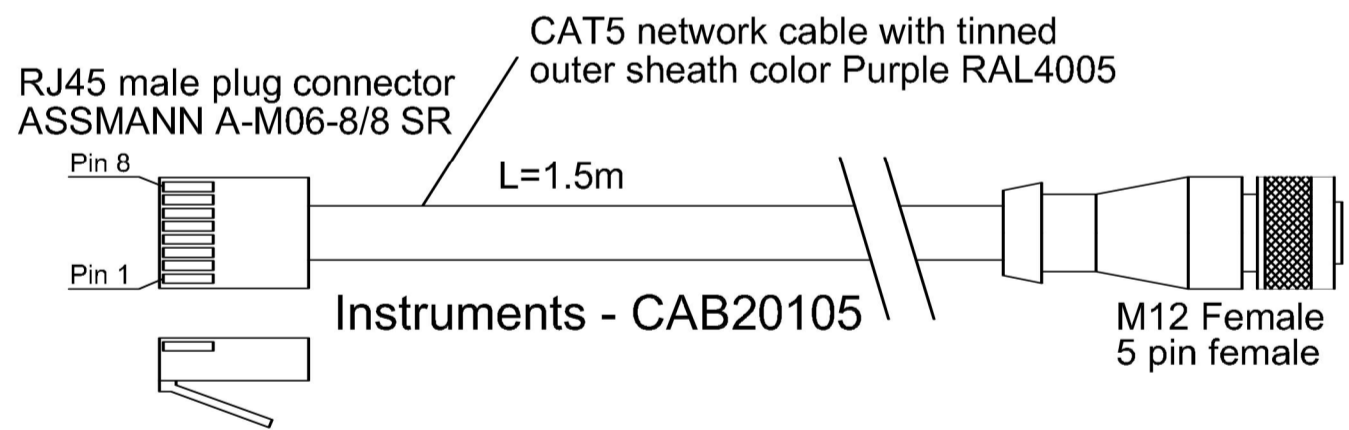 CAT5 network cable with tinned
outer sheath color Purple RAL4005
RJ45 male plug connector
ASSMANN A-M06-8/8 SR
Pin 8
L=1.5m
Pin 1
Instruments - CAB20105
M12 Female
5 pin female